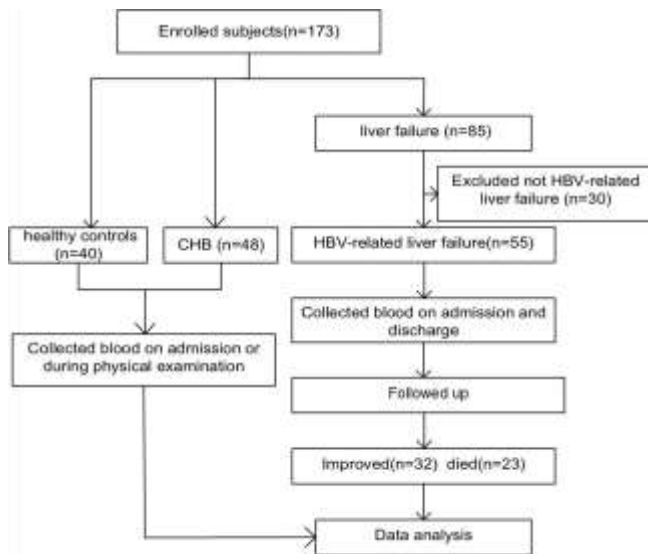 Enrolled subjects(n=173)
liver failure (n=85)
Excluded not HBV-related
liver failure (n=30)
healthy controls
(n=40)
CHB (n=48)
HBV-related liver failure(n=55)
Collected blood on admission and
discharge
Collected blood on admission or
during physical examination
Followed up
Improved(n=32) died(n=23)
Data analysis